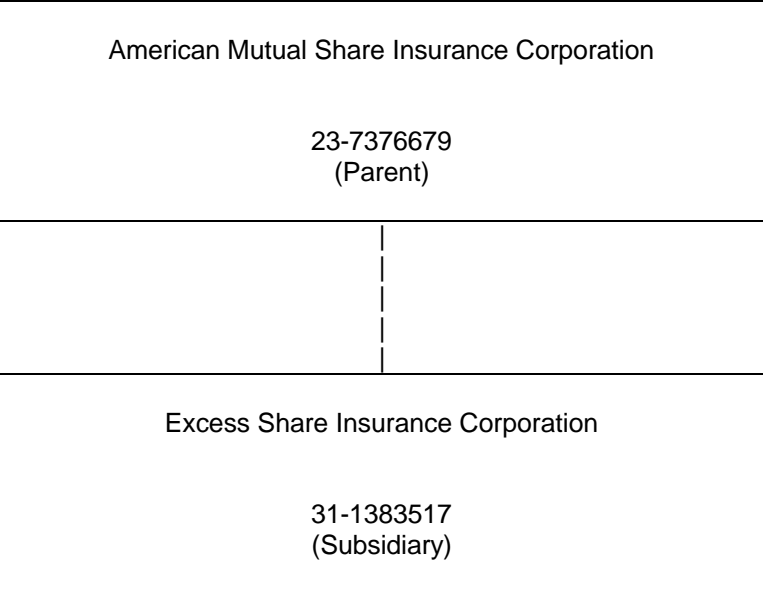 American Mutual Share Insurance Corporation
23-7376679
(Parent)
|
|
|
|
|
Excess Share Insurance Corporation
31-1383517
(Subsidiary)